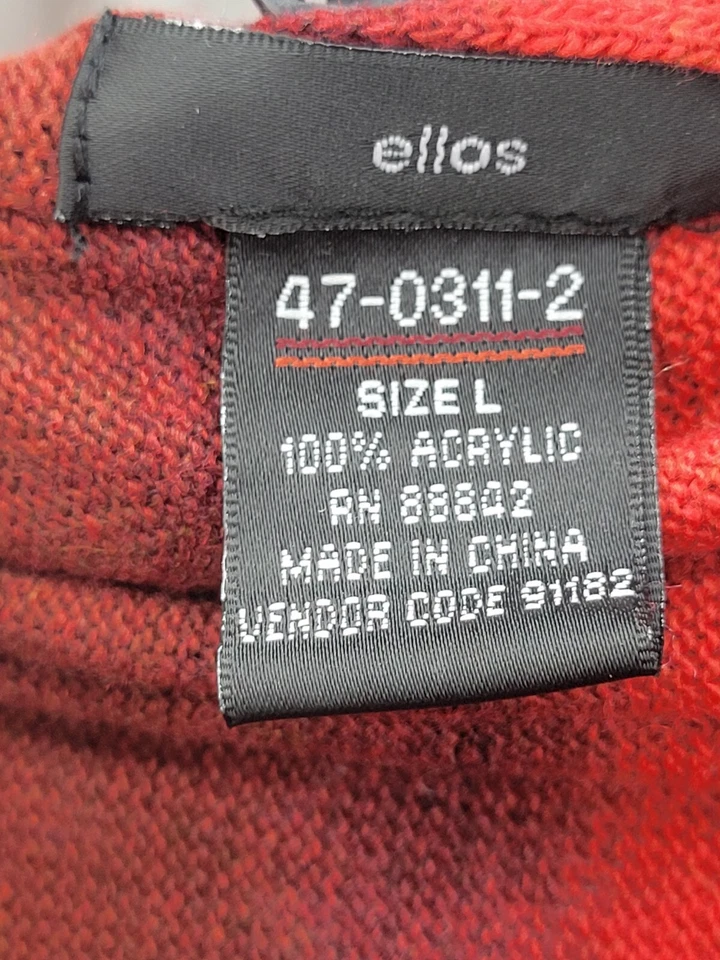 ellos
47-0311-2
SIZE L
100% ACRYLIC
RN 88842
MADE IN CHINA
VENDOR CODE 91182